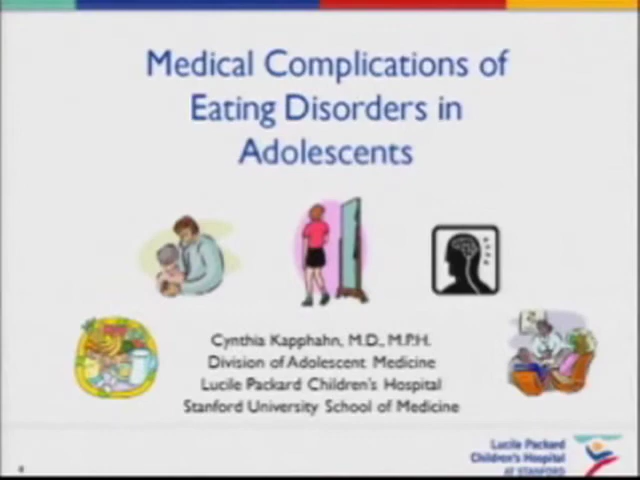 Medical Complications of
Eating Disorders in
Adolescents
Cynthia Kapphahn, M.D., M.P.H.
Division of Adolescent Medicine
Lucile Packard Children's Hospital
Stanford University School of Medicine
Lucile Packard
Children's Hospital
AT STANFORD